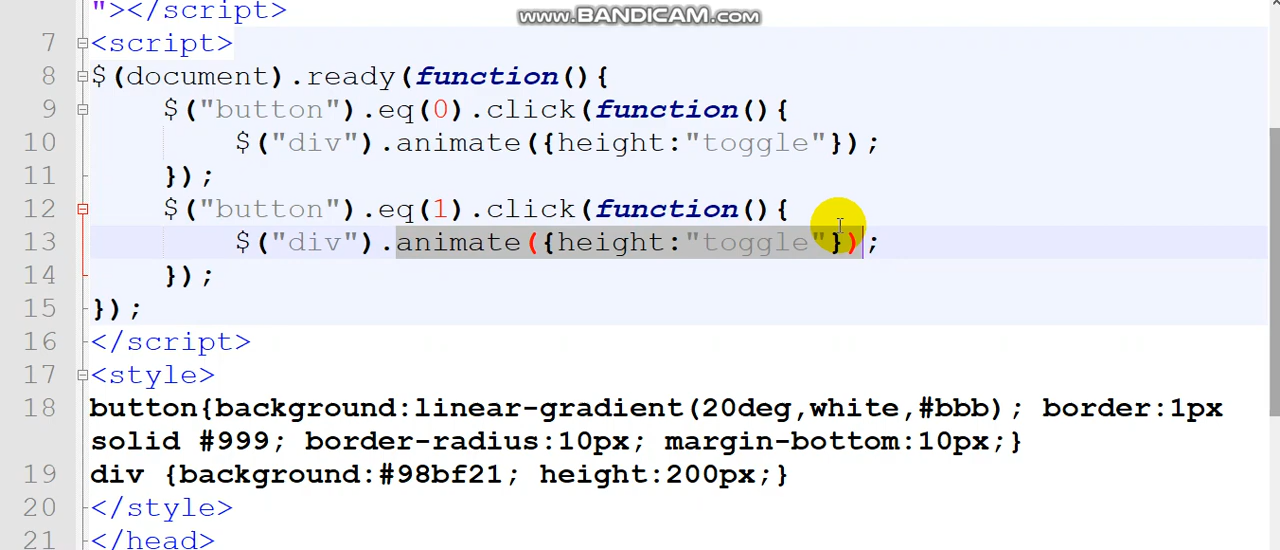 www.BANDICAM.com
"></script>
7 <script>
8 $(document).ready(function(){
9 $("button").eq(0).click(function(){
10 $("div").animate({height:"toggle"});
11 });
12 $("button").eq(1).click(function(){
13 $("div").animate({height:"toggle"});
14 });
15 });
16 </script>
17 <style>
18 button{background:linear-gradient(20deg,white,#bbb); border:1px
solid #999; border-radius:10px; margin-bottom:10px;}
19 div {background:#98bf21; height:200px;}
20 </style>
21 </head>